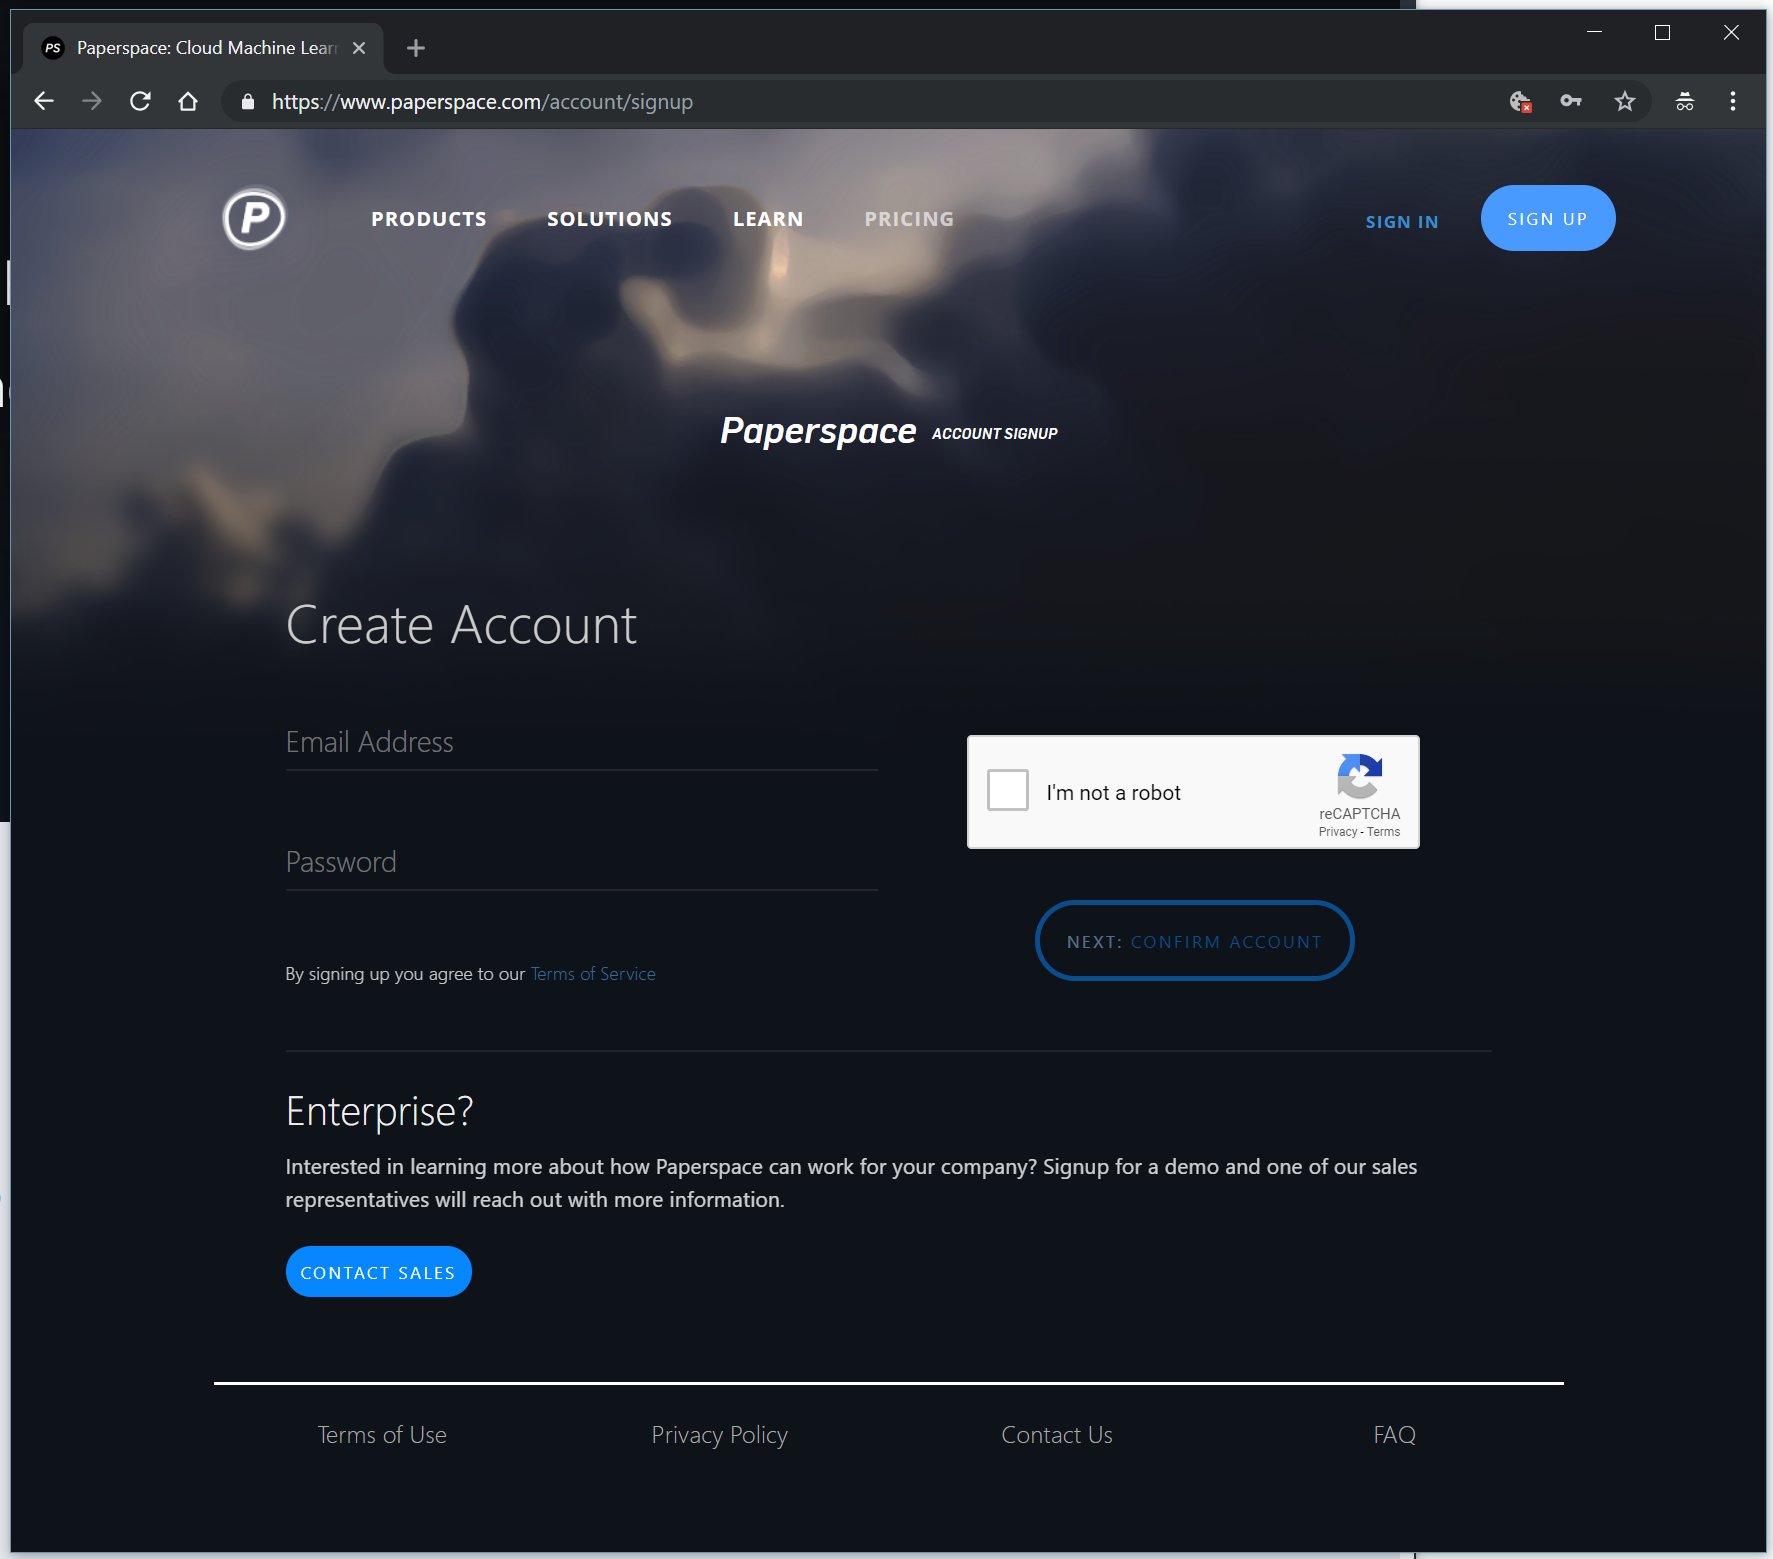 PS Paperspace: Cloud Machine Lear
https://www.paperspace.com/account/signup
P PRODUCTS SOLUTIONS LEARN PRICING SIGN IN SIGN UP
Paperspace ACCOUNT SIGNUP
Create Account
Email Address
I'm not a robot
reCAPTCHA
Privacy - Terms
Password
NEXT: CONFIRM ACCOUNT
By signing up you agree to our Terms of Service
Enterprise?
Interested in learning more about how Paperspace can work for your company? Signup for a demo and one of our sales
representatives will reach out with more information.
CONTACT SALES
Terms of Use Privacy Policy Contact Us FAQ